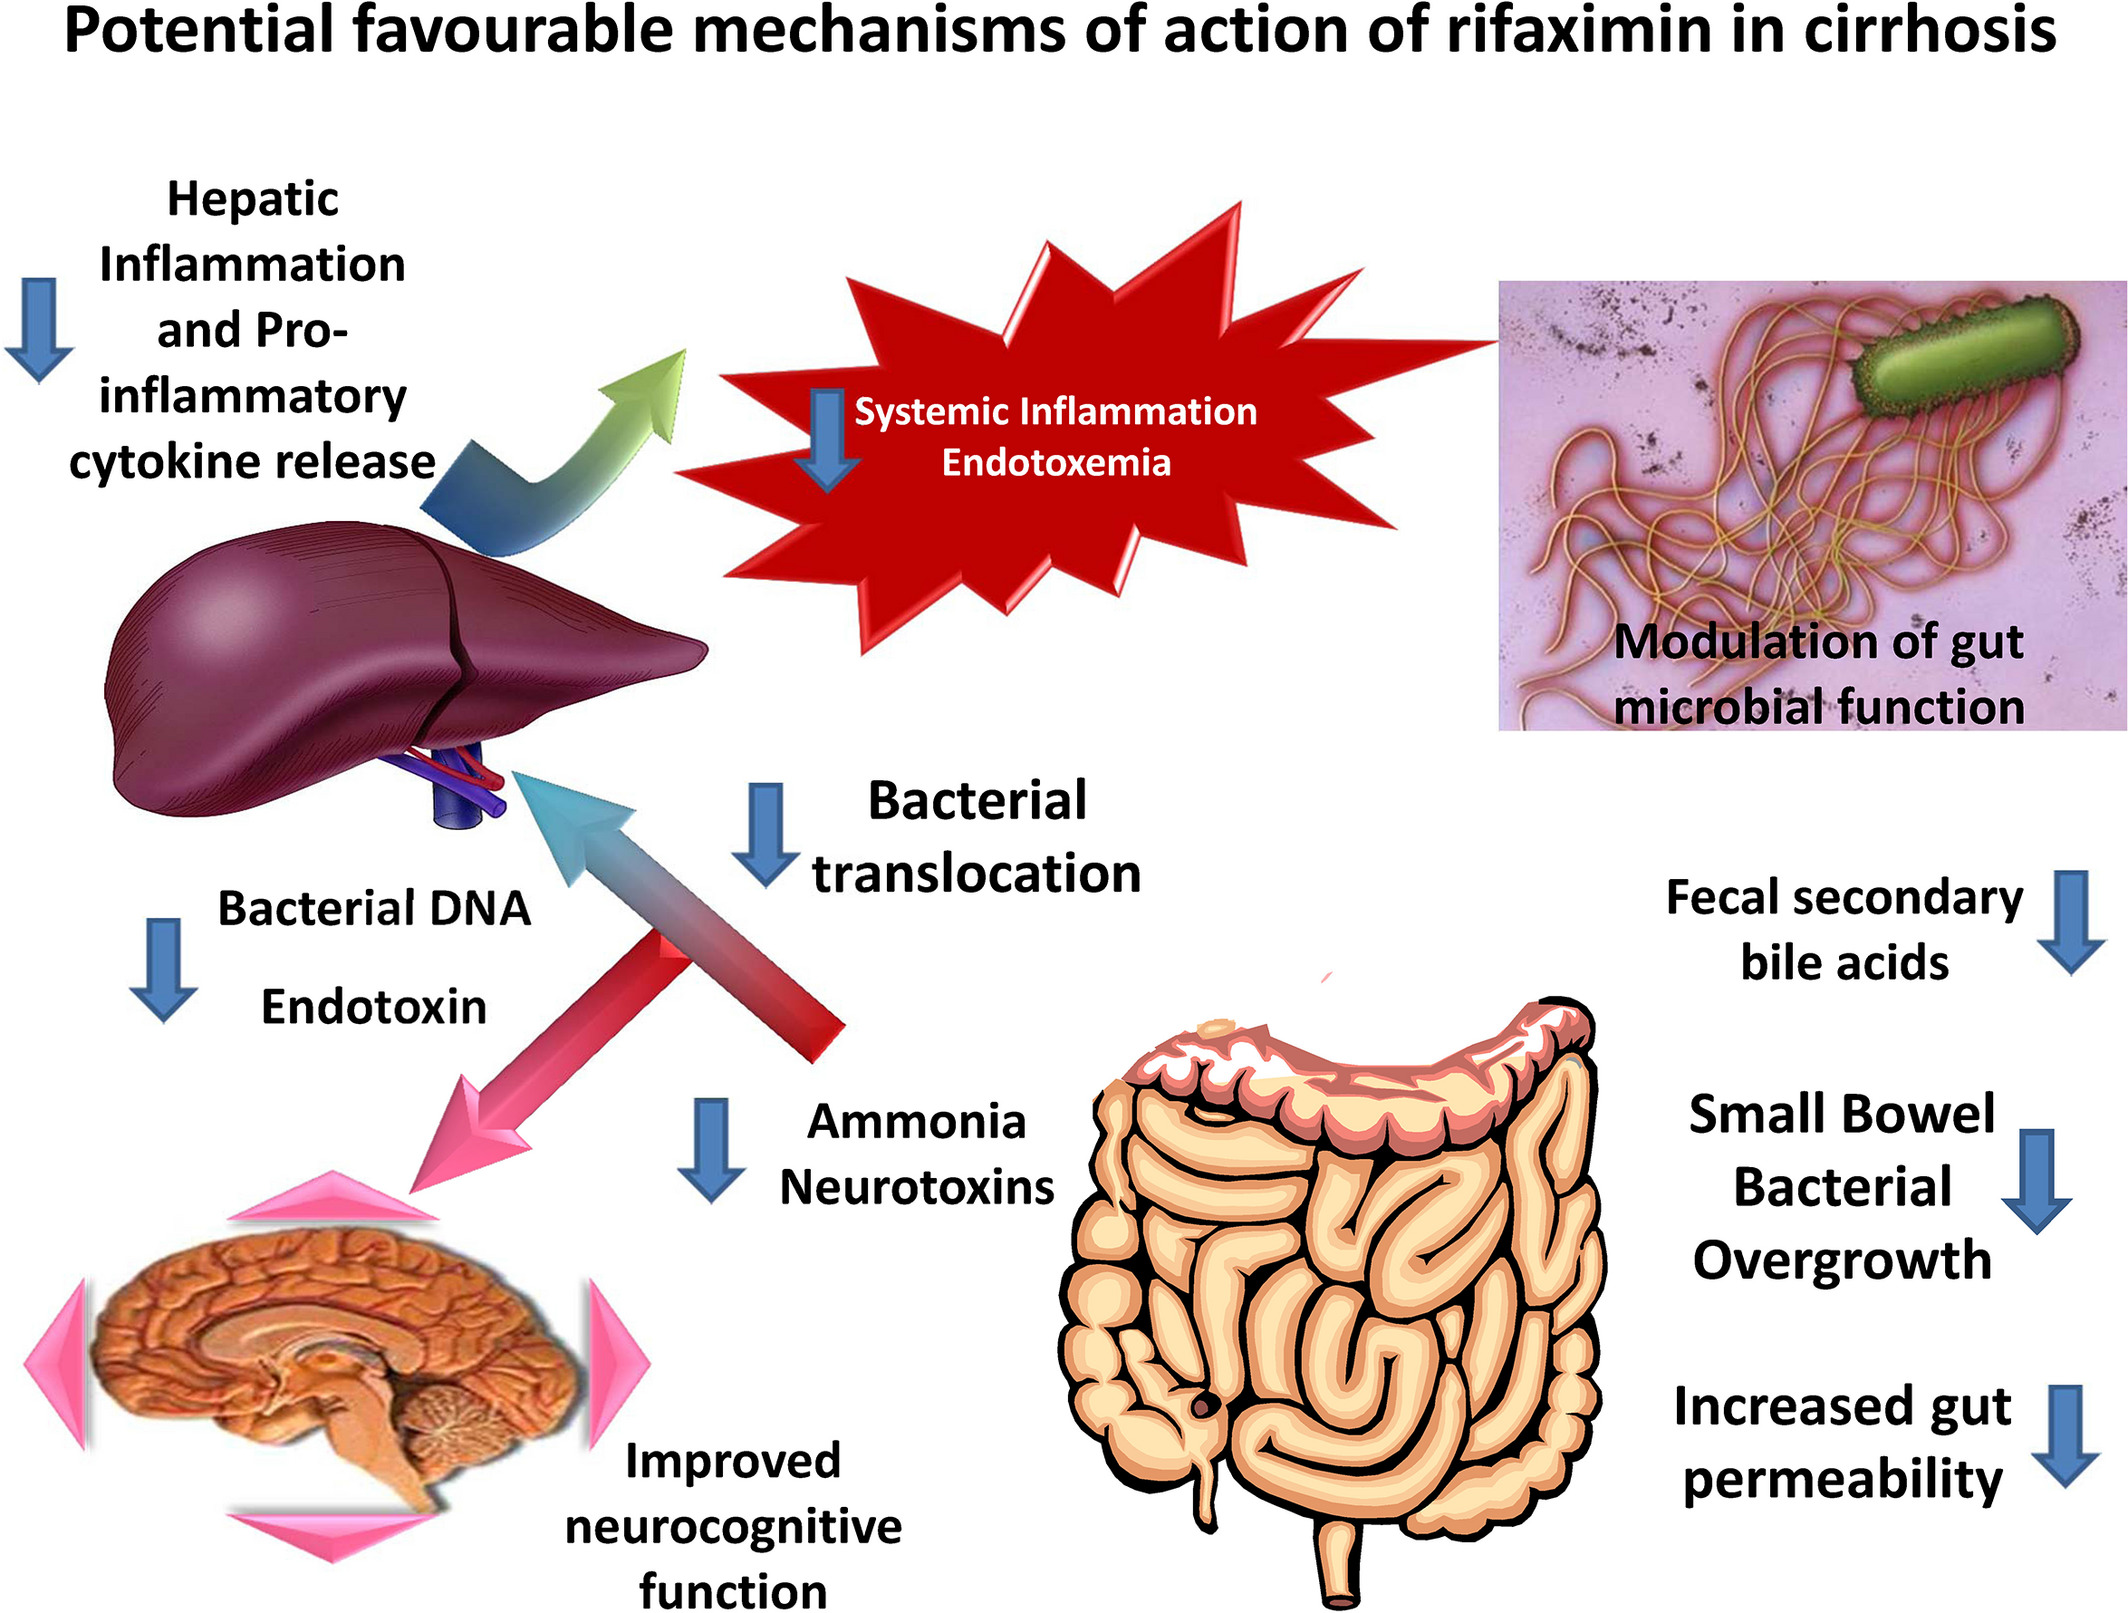 Potential favourable mechanisms of action of rifaximin in cirrhosis
Hepatic
Inflammation
and Pro-
inflammatory
cytokine release
Systemic Inflammation
Endotoxemia
Modulation of gut
microbial function
Bacterial
translocation
Bacterial DNA
Endotoxin
Fecal secondary
bile acids
Ammonia
Neurotoxins
Small Bowel
Bacterial
Overgrowth
Increased gut
permeability
Improved
neurocognitive
function